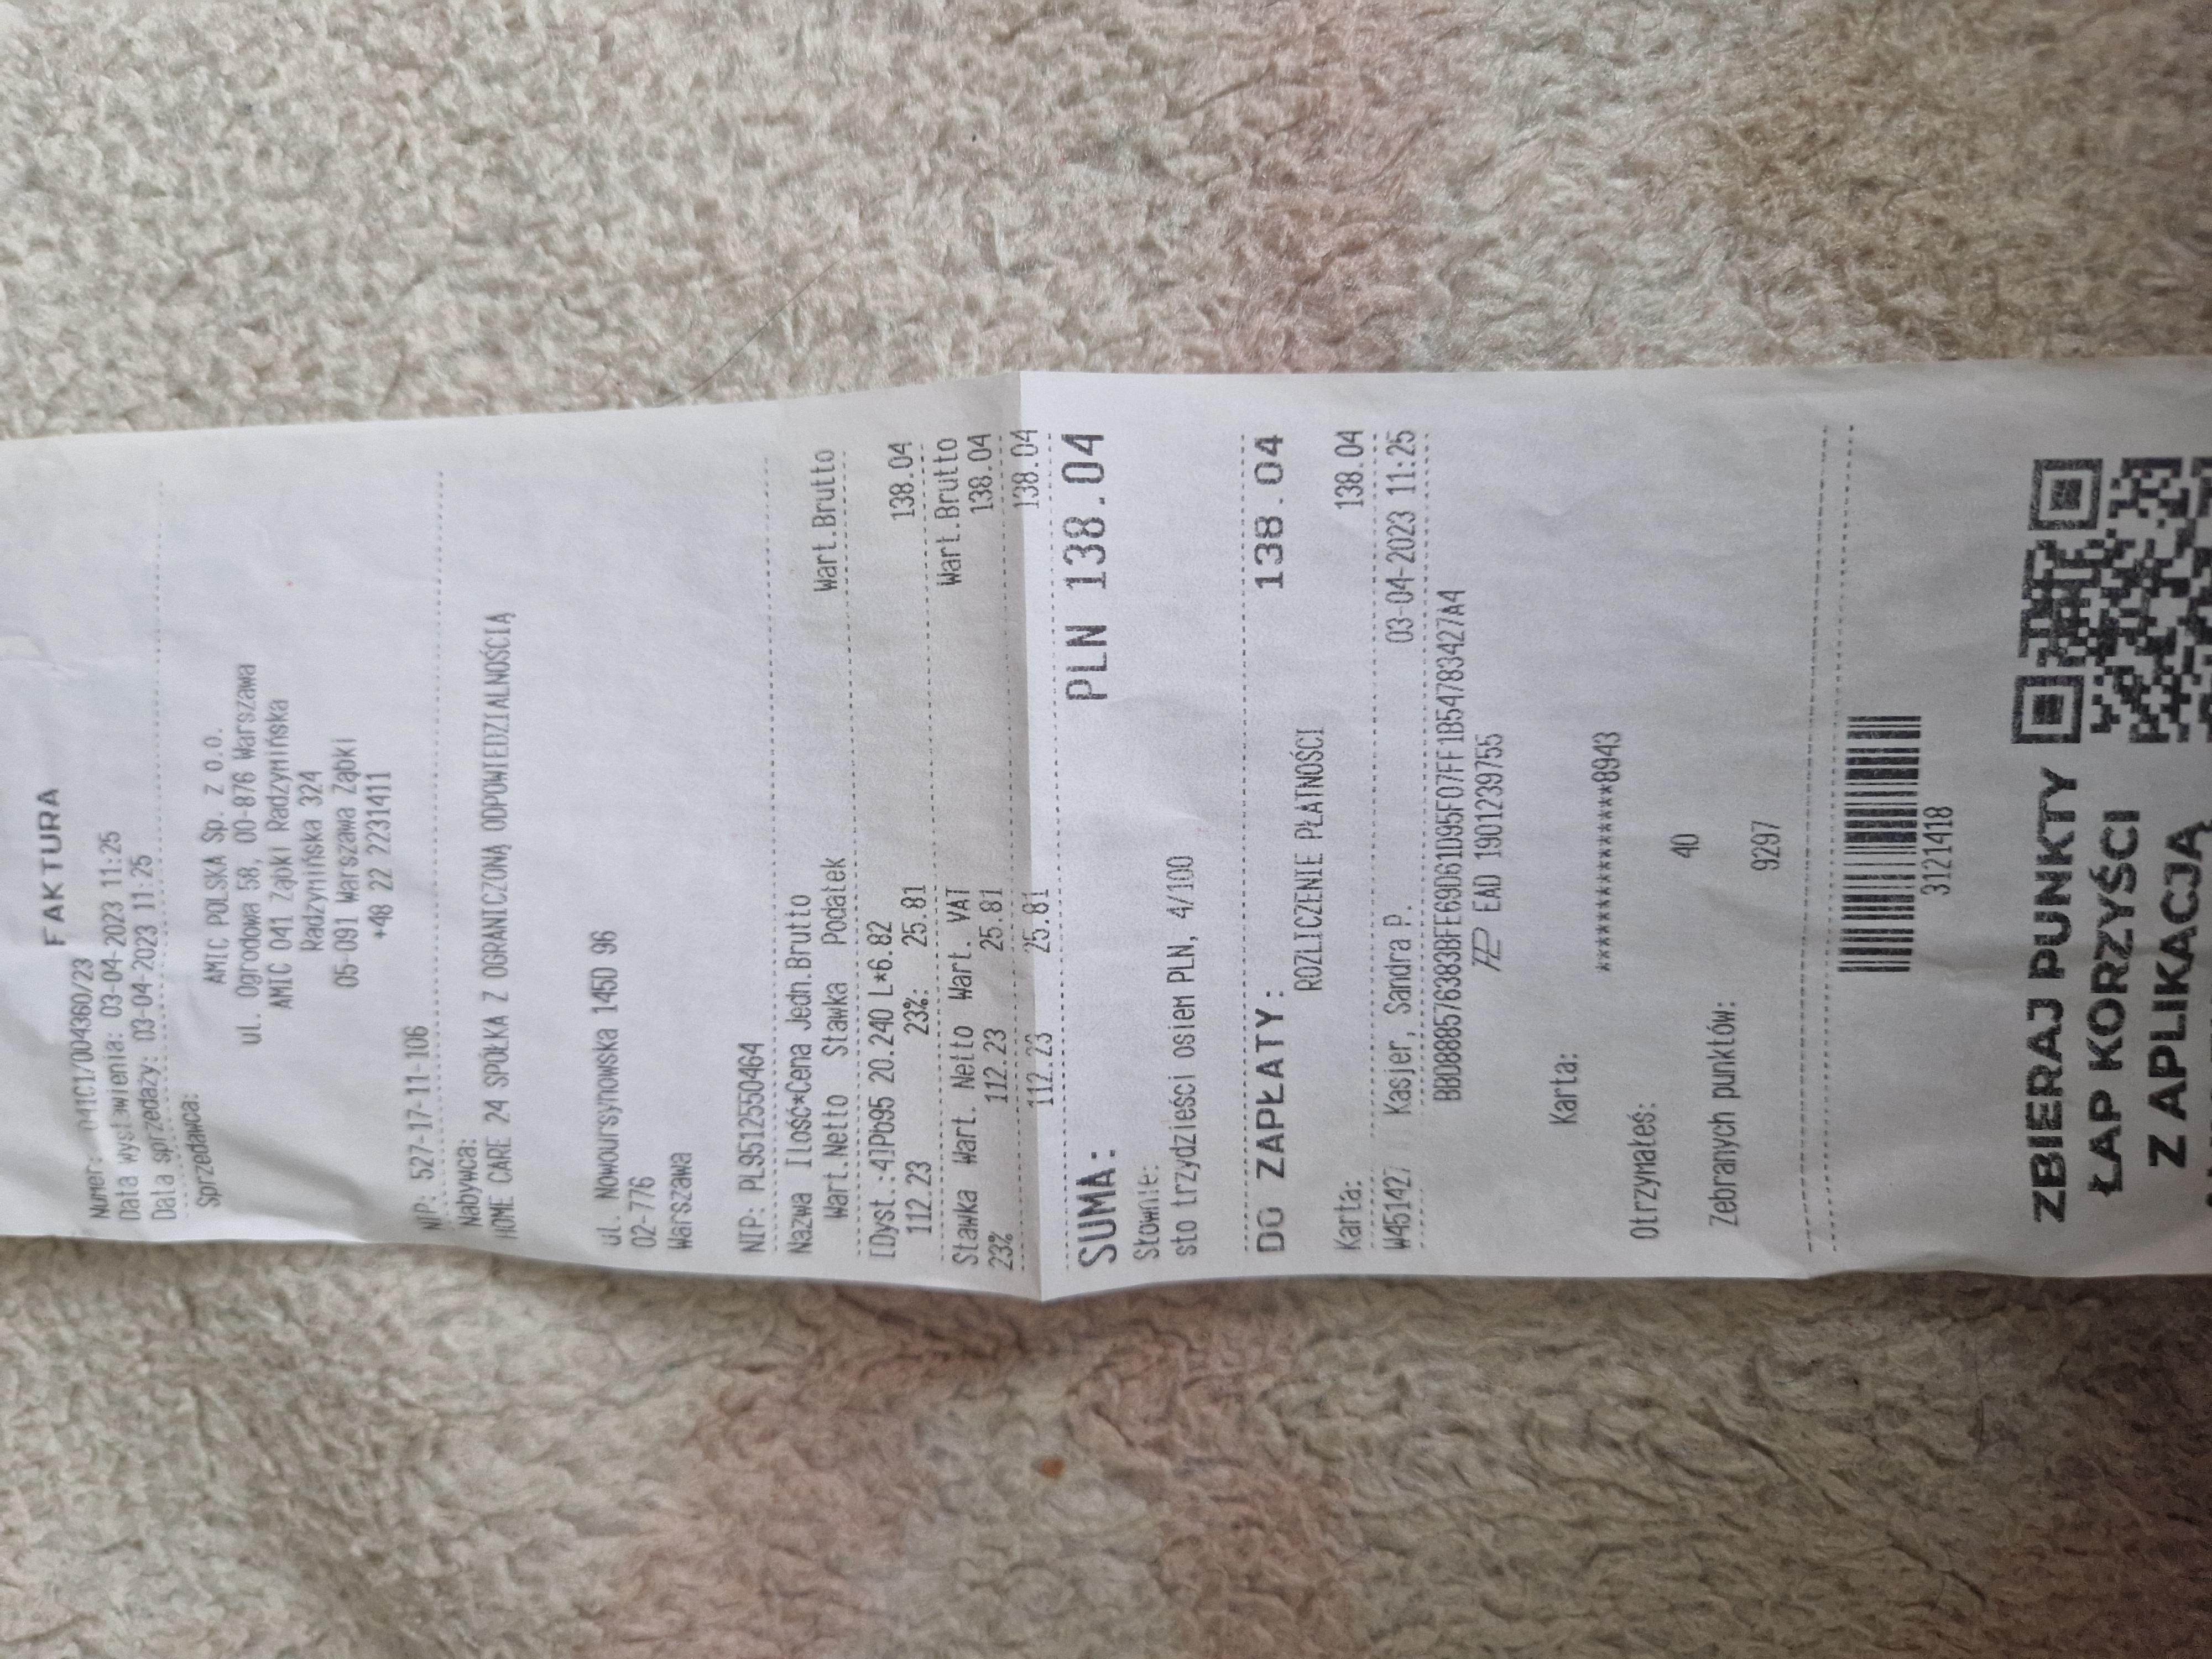 FAKTURA
Numer: 041C1/004360/23
Data wystawienia: 03-04-2023 11:25
Data sprzedaży: 03-04-2023 11:25
Sprzedawca:
AMIC POLSKA Sp. z o.o.
ul. Ogrodowa 58, 00-876 Warszawa
AMIC 041 Ząbki Radzymińska
Radzymińska 324
05-091 Warszawa Ząbki
+48 22 2231411
NIP: 527-17-11-106
Nabywca:
HOME CARE 24 SPÓŁKA Z OGRANICZONĄ ODPOWIEDZIALNOŚCIĄ
ul. Nowoursynowska 145D 96
02-776
Warszawa
NIP: PL9512550464
Nazwa Ilość*Cena Jedn.Brutto
Wart.Netto Stawka Podatek Wart.Brutto
[Dyst.:4]Pb95 20.240 L*6.82
112.23 23%: 25.81 138.04
Stawka Wart. Netto Wart. VAT Wart.Brutto
23% 112.23 25.81 138.04
112.23 25.81 138.04
SUMA: PLN 138.04
Słownie:
sto trzydzieści osiem PLN, 4/100
DO ZAPŁATY: 138.04
ROZLICZENIE PŁATNOŚCI
Karta: 138.04
W451427 Kasjer, Sandra P. 03-04-2023 11:25
BBD888576383BFE69D61D95F07FF1B54783427A4
EAD 1901239755
Karta:
***************8943
Otrzymałeś:
40
Zebranych punktów:
9297
3121418
ZBIERAJ PUNKTY
ŁAP KORZYŚCI
Z APLIKACJĄ